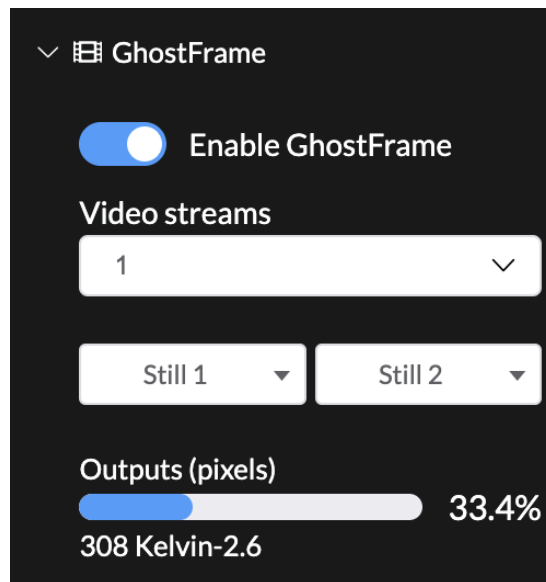 GhostFrame
Enable GhostFrame
Video streams
1
Still 1 Still 2
Outputs (pixels)
33.4%
308 Kelvin-2.6